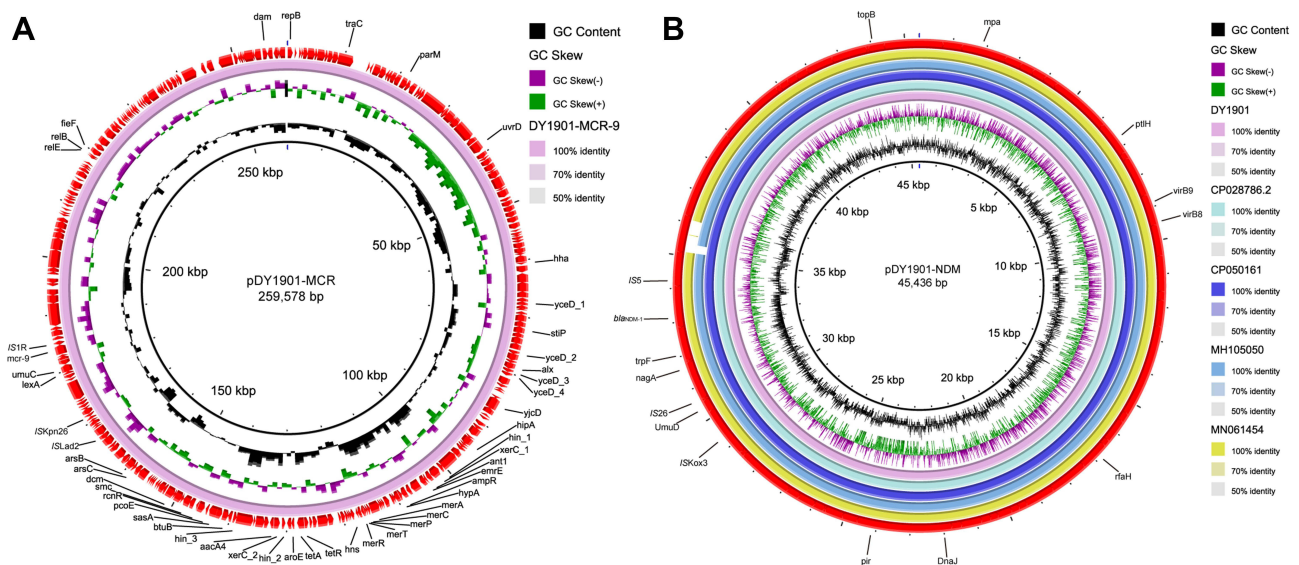 A
dam
repB
traC
parM
uvrD
hha
yceD_1
stiP
yceD_2
alx
yceD_3
yceD_4
yjcD
hipA
hin_1
xerC_1
ant1
emrE
ampR
hypA
merA
merC
merP
merT
merR
hns
tetR
tetA
aroE
hin_2
xerC_2
aacA4
hin_3
btuB
sasA
pcoE
rcnR
smc
dcm
arsC
arsB
ISLad2
ISKpn26
lexA
umuC
mcr-9
IS1R
relE
relB
fieF
250 kbp
50 kbp
100 kbp
150 kbp
200 kbp
pDY1901-MCR
259,578 bp
GC Content
GC Skew
GC Skew(-)
GC Skew(+)
DY1901-MCR-9
100% identity
70% identity
50% identity
B
topB
mpa
ptlH
virB9
virB8
rfaH
DnaJ
pir
ISKox3
UmuD
IS26
nagA
trpF
blaNDM-1
IS5
45 kbp
5 kbp
10 kbp
15 kbp
20 kbp
25 kbp
30 kbp
35 kbp
40 kbp
pDY1901-NDM
45,436 bp
GC Content
GC Skew
GC Skew(-)
GC Skew(+)
DY1901
100% identity
70% identity
50% identity
CP028786.2
100% identity
70% identity
50% identity
CP050161
100% identity
70% identity
50% identity
MH105050
100% identity
70% identity
50% identity
MN061454
100% identity
70% identity
50% identity